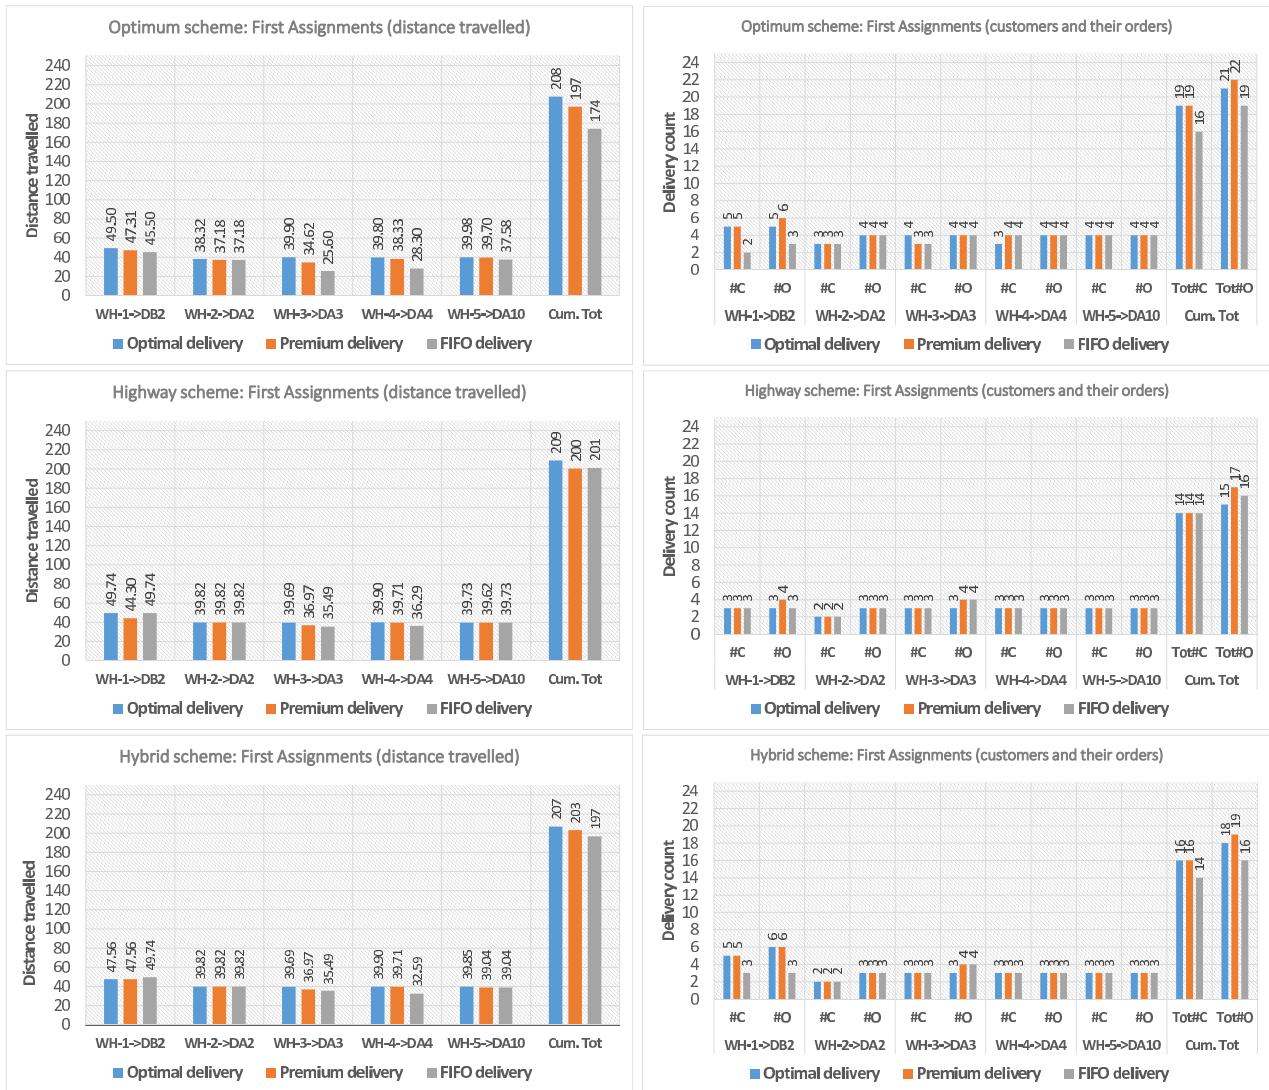 Optimum scheme: First Assignments (distance travelled)
Distance travelled
240
220
200
180
160
140
120
100
80
60
40
20
0
49.50 47.31 45.50 38.32 37.18 37.18 39.90 34.62 25.60 39.80 38.33 28.30 39.98 39.70 37.58 208 197 174
WH-1->DB2 WH-2->DA2 WH-3->DA3 WH-4->DA4 WH-5->DA10 Cum. Tot
Optimal delivery Premium delivery FIFO delivery
Optimum scheme: First Assignments (customers and their orders)
Delivery count
24
22
20
18
16
14
12
10
8
6
4
2
0
5 5 2 5 6 3 3 3 3 4 4 4 4 3 3 4 4 4 3 4 4 4 4 4 4 4 4 4 4 4 19 19 16 21 22 19
#C #O #C #O #C #O #C #O #C #O Tot#C Tot#O
WH-1->DB2 WH-2->DA2 WH-3->DA3 WH-4->DA4 WH-5->DA10 Cum. Tot
Optimal delivery Premium delivery FIFO delivery
Highway scheme: First Assignments (distance travelled)
Distance travelled
240
220
200
180
160
140
120
100
80
60
40
20
0
49.74 44.30 49.74 39.82 39.82 39.82 39.69 36.97 35.49 39.90 39.71 36.29 39.73 39.62 39.73 209 200 201
WH-1->DB2 WH-2->DA2 WH-3->DA3 WH-4->DA4 WH-5->DA10 Cum. Tot
Optimal delivery Premium delivery FIFO delivery
Highway scheme: First Assignments (customers and their orders)
Delivery count
24
22
20
18
16
14
12
10
8
6
4
2
0
3 3 3 3 4 3 2 2 2 3 3 3 3 3 3 3 4 4 3 3 3 3 3 3 3 3 3 3 3 3 14 14 14 15 17 16
#C #O #C #O #C #O #C #O #C #O Tot#C Tot#O
WH-1->DB2 WH-2->DA2 WH-3->DA3 WH-4->DA4 WH-5->DA10 Cum. Tot
Optimal delivery Premium delivery FIFO delivery
Hybrid scheme: First Assignments (distance travelled)
Distance travelled
240
220
200
180
160
140
120
100
80
60
40
20
0
47.56 47.56 49.74 39.82 39.82 39.82 39.69 36.97 35.49 39.90 39.71 32.59 39.85 39.04 39.04 207 203 197
WH-1->DB2 WH-2->DA2 WH-3->DA3 WH-4->DA4 WH-5->DA10 Cum. Tot
Optimal delivery Premium delivery FIFO delivery
Hybrid scheme: First Assignments (customers and their orders)
Delivery count
24
22
20
18
16
14
12
10
8
6
4
2
0
5 5 3 6 6 3 2 2 2 3 3 3 3 3 3 3 4 4 3 3 3 3 3 3 3 3 3 3 3 3 16 16 14 18 19 16
#C #O #C #O #C #O #C #O #C #O Tot#C Tot#O
WH-1->DB2 WH-2->DA2 WH-3->DA3 WH-4->DA4 WH-5->DA10 Cum. Tot
Optimal delivery Premium delivery FIFO delivery